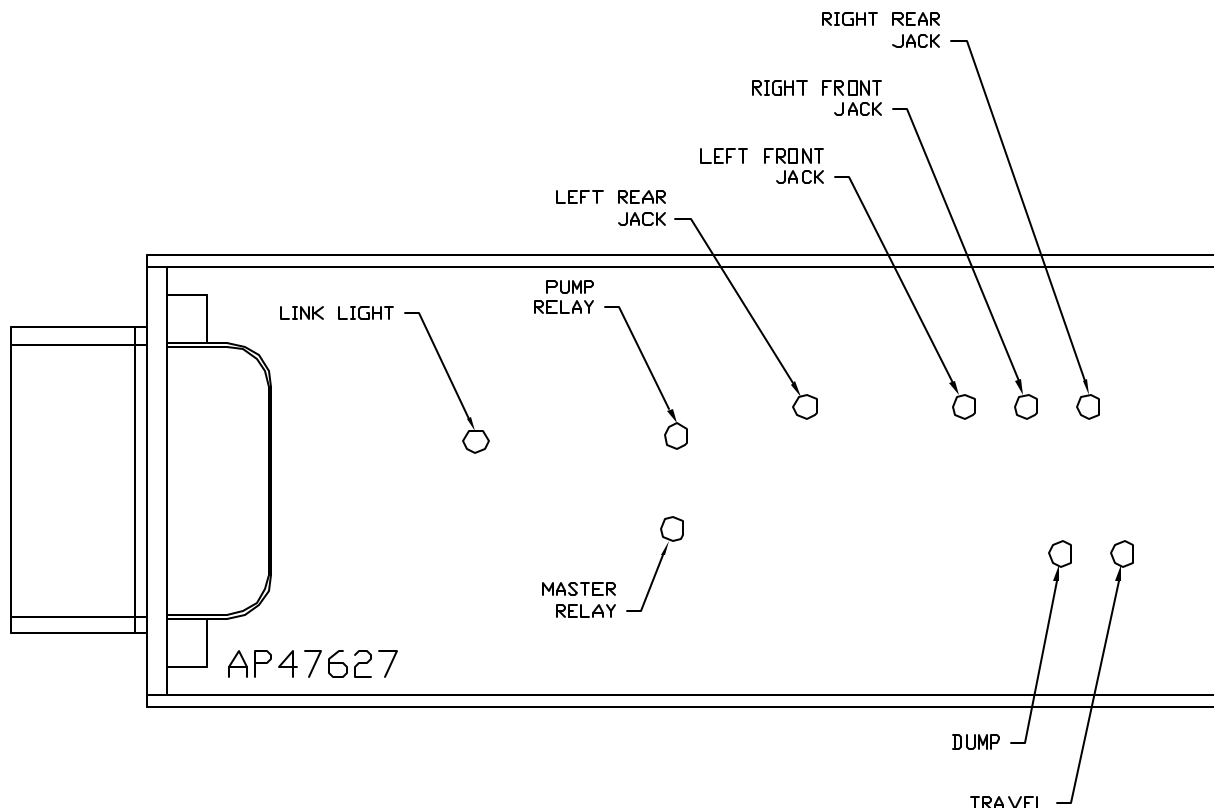 RIGHT REAR
JACK
RIGHT FRONT
JACK
LEFT FRONT
JACK
LEFT REAR
JACK
PUMP
RELAY
LINK LIGHT
MASTER
RELAY
AP47627
DUMP
TRAVEL